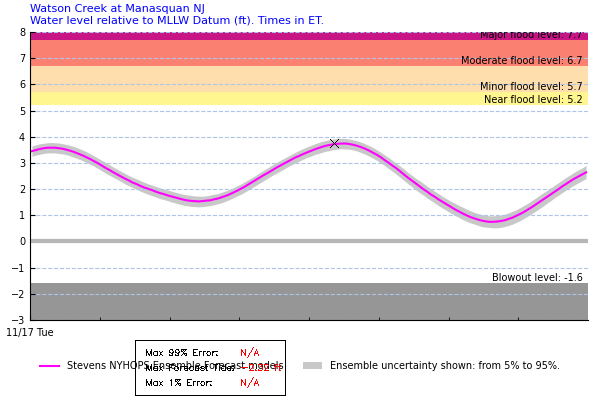 Watson Creek at Manasquan NJ
Water level relative to MLLW Datum (ft). Times in ET.
8
Major flood level: 7.7
7
Moderate flood level: 6.7
6
Minor flood level: 5.7
Near flood level: 5.2
5
4
3
2
1
0
−1
Blowout level: -1.6
−2
−3
11/17 Tue
Max 99% Error: N/A
Stevens NYHOPS Ensemble Forecast models
Max Forecast Tide:
Ensemble uncertainty shown: from 5% to 95%.
Max 1% Error: N/A